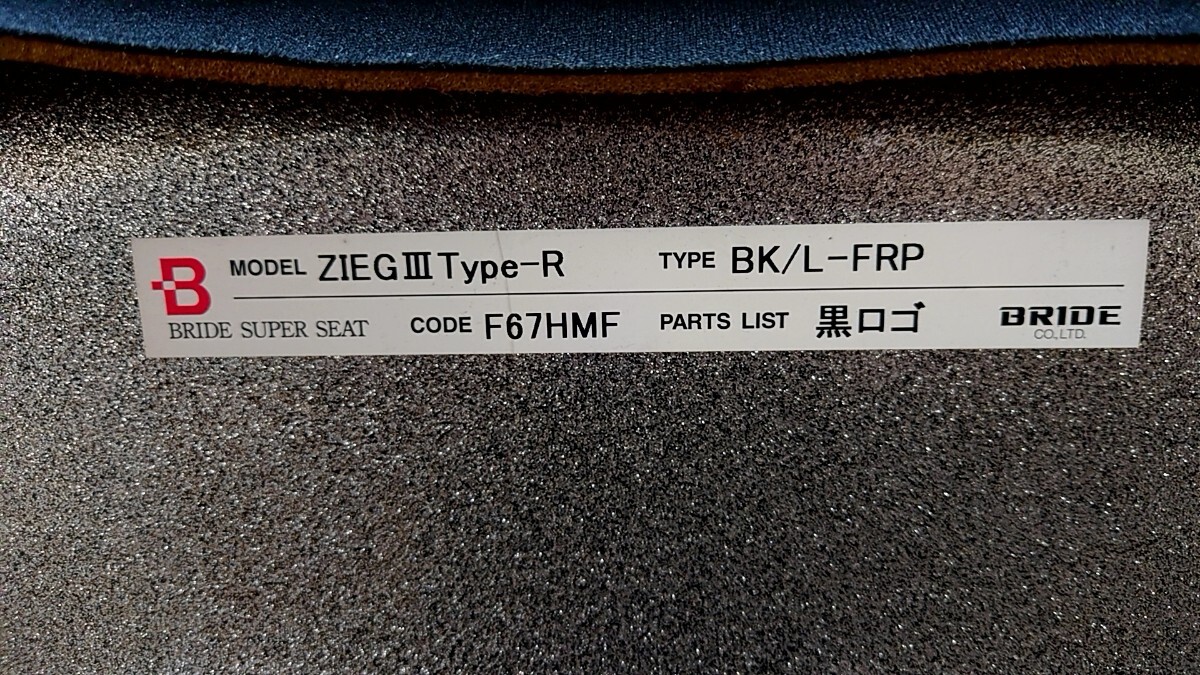 B MODEL ZIEGⅢType-R TYPE BK/L-FRP
BRIDE SUPER SEAT CODE F67HMF PARTS LIST 黒ロゴ BRIDE
CO.,LTD.